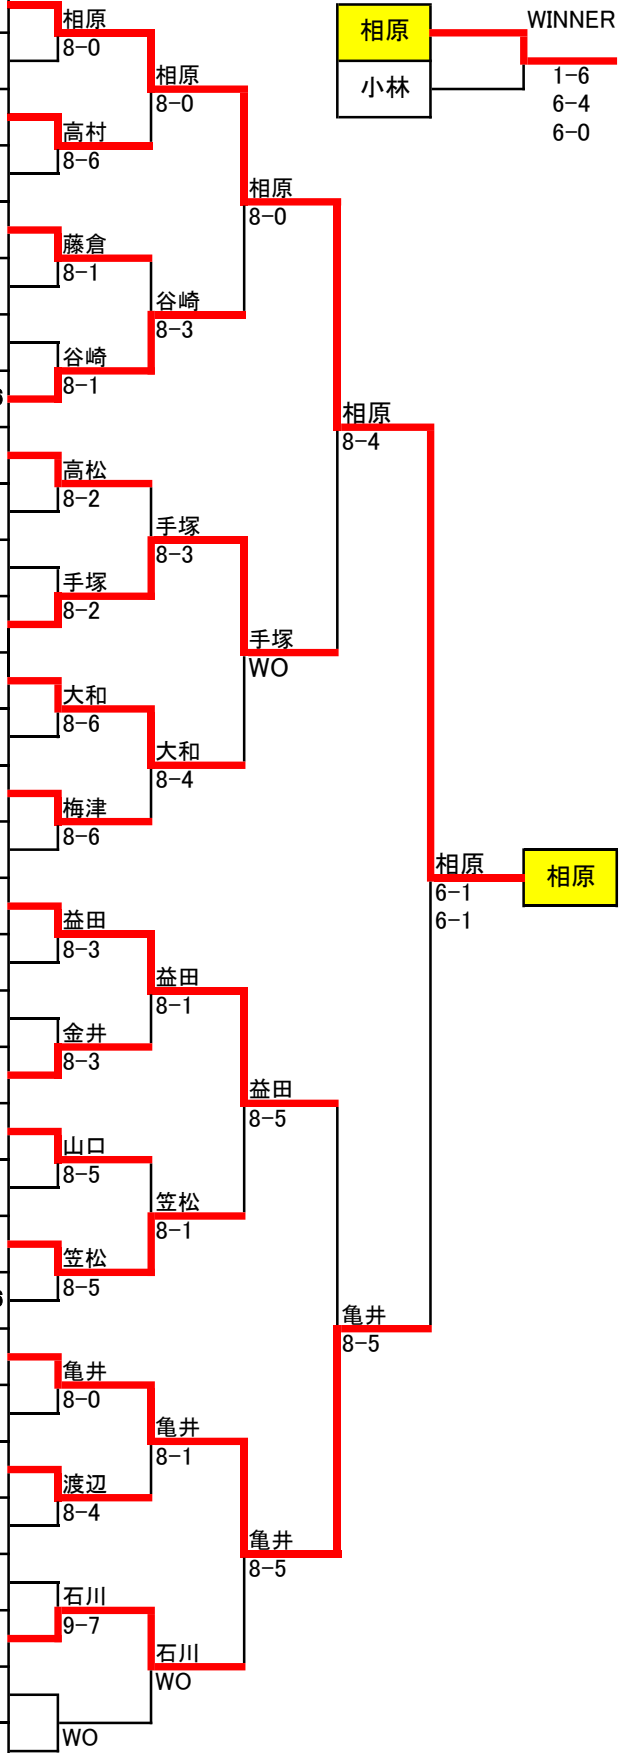 相原
8-0
高村
8-6
藤倉
8-1
谷崎
8-1
高松
8-2
手塚
8-2
大和
8-6
梅津
8-6
益田
8-3
金井
8-3
山口
8-5
笠松
8-5
亀井
8-0
渡辺
8-4
石川
9-7
WO
相原
8-0
谷崎
8-3
手塚
8-3
大和
8-4
益田
8-1
笠松
8-1
亀井
8-1
石川
WO
相原
8-0
手塚
WO
益田
8-5
亀井
8-5
相原
8-4
亀井
8-5
相原
6-1
6-1
相原
相原
小林
WINNER
1-6
6-4
6-0